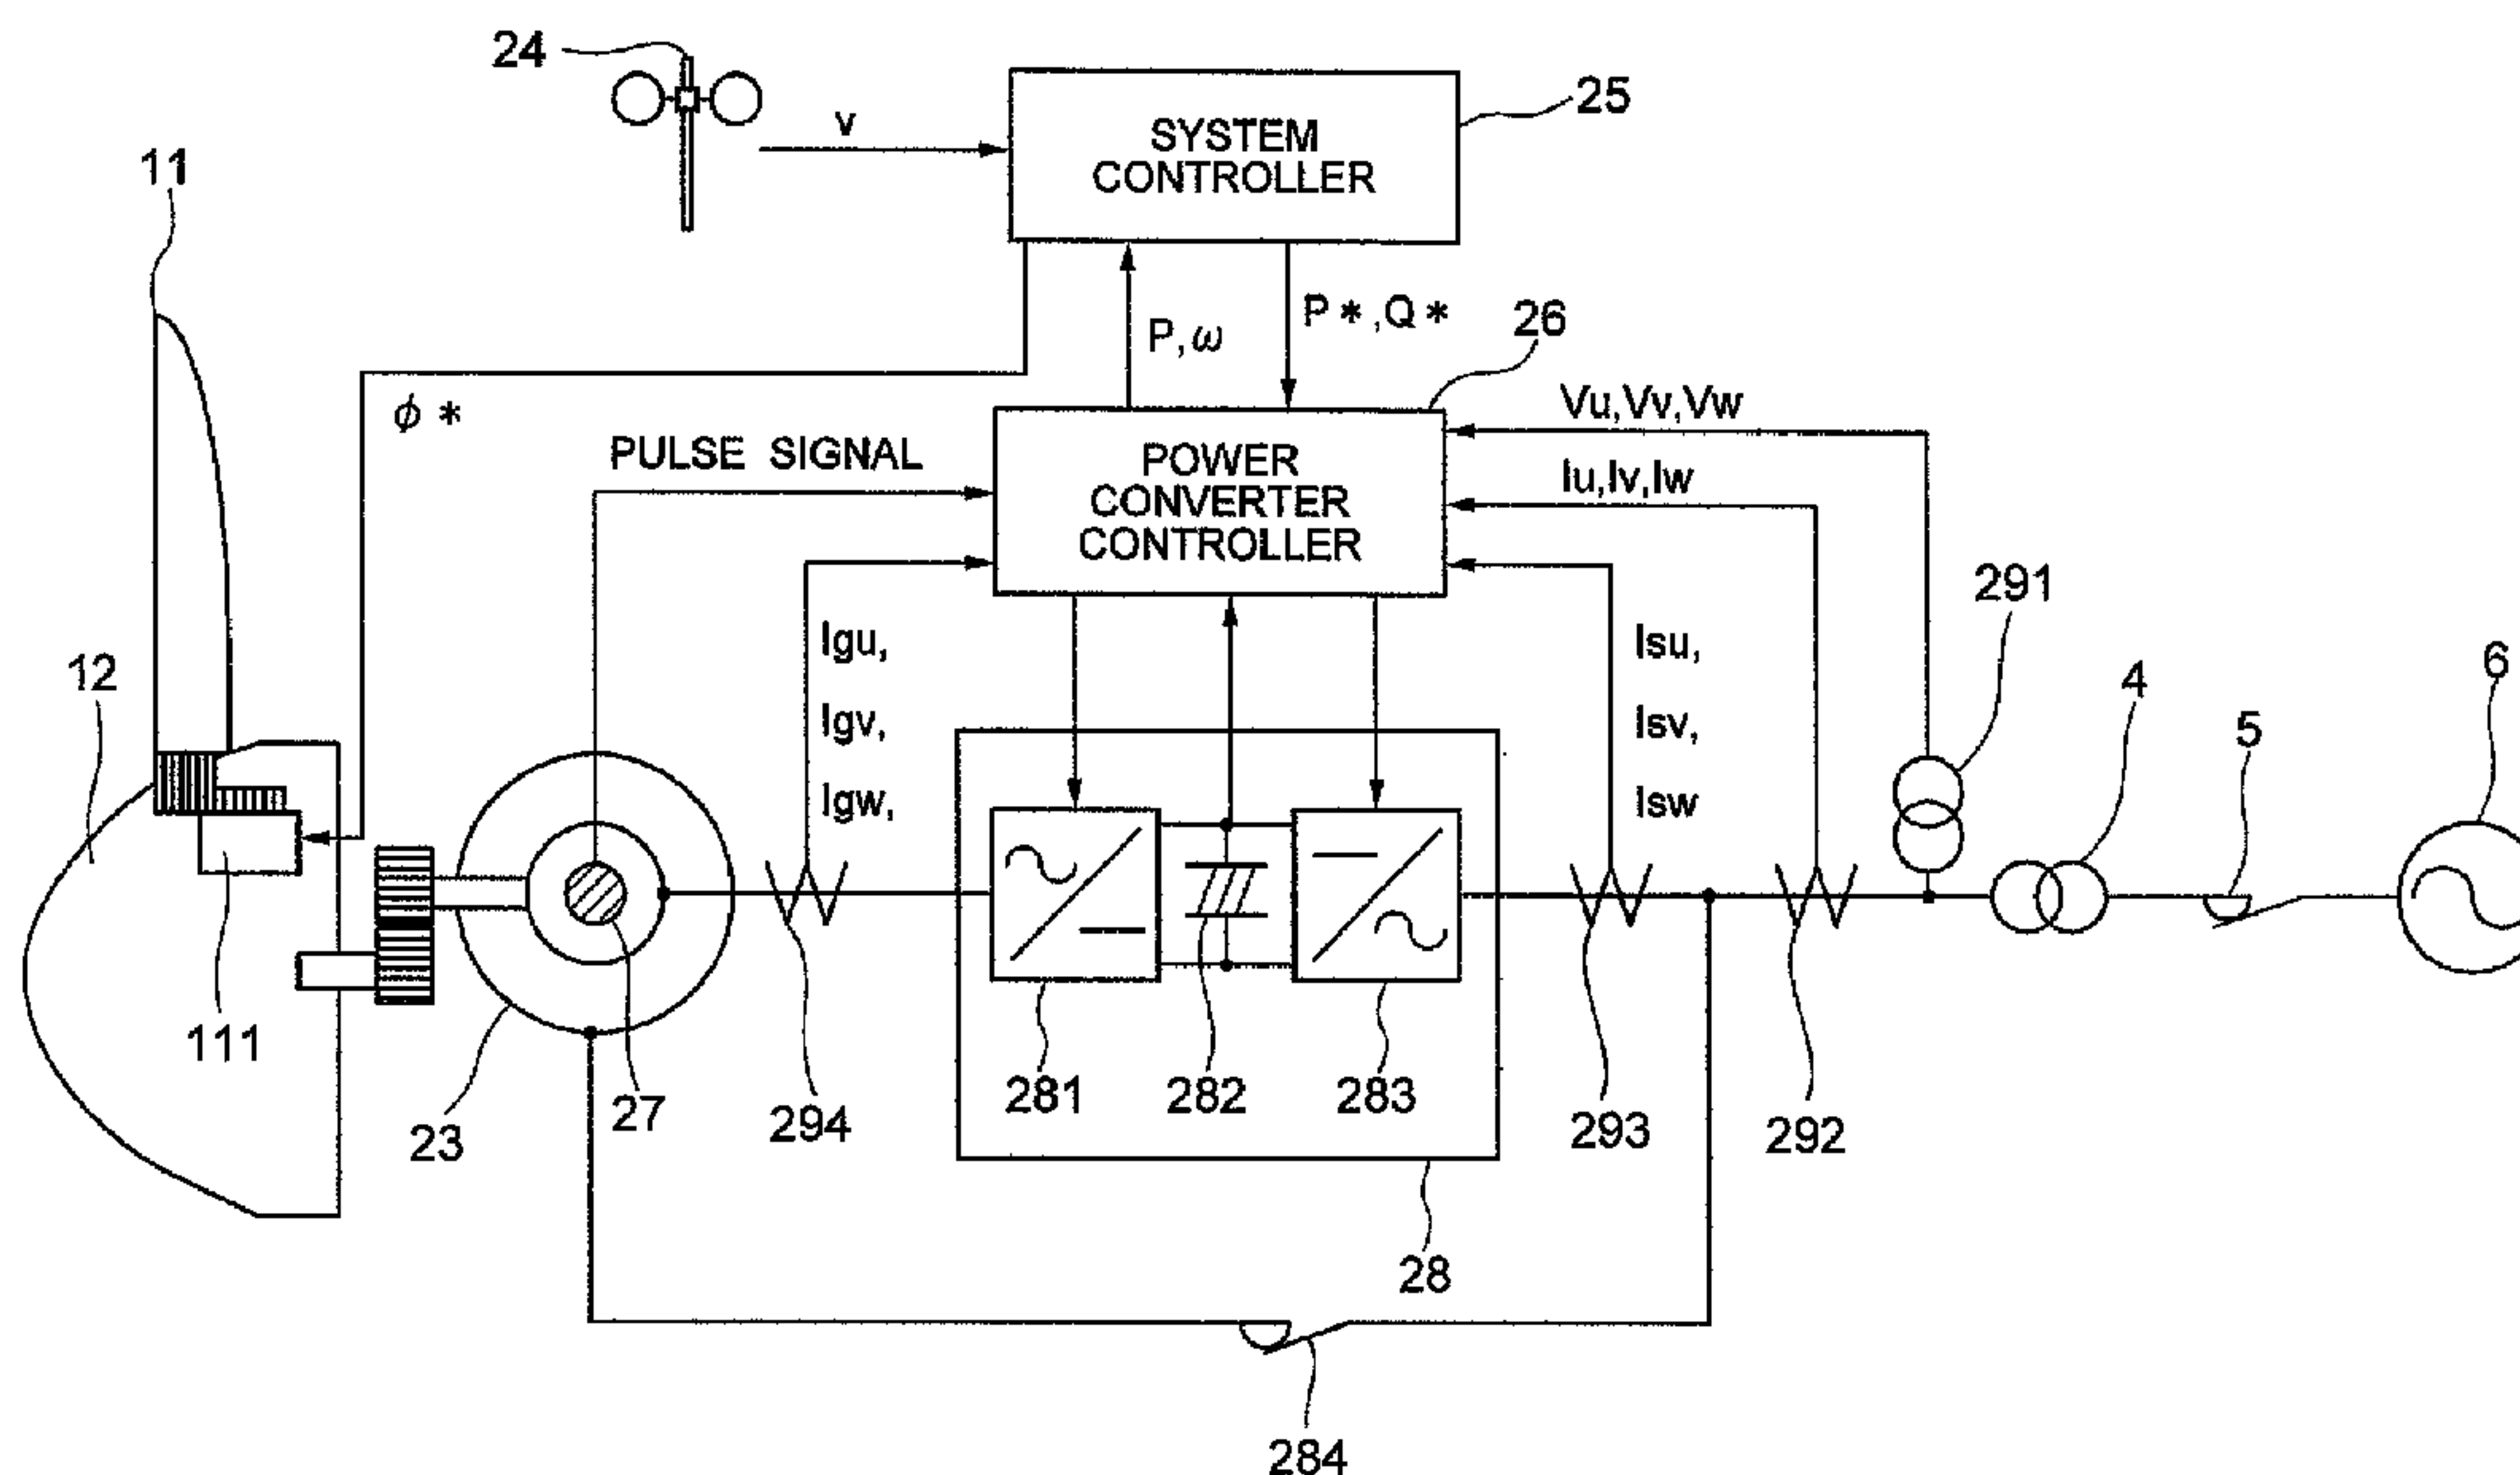 24
v
SYSTEM
CONTROLLER
25
11
P,ω
P*,Q*
26
φ*
PULSE SIGNAL
POWER
CONVERTER
CONTROLLER
Vu,Vv,Vw
Iu,Iv,Iw
291
12
Igu,
Igv,
Igw,
Isu,
Isv,
Isw
4
5
6
111
23
27
294
281
282
283
293
292
28
284